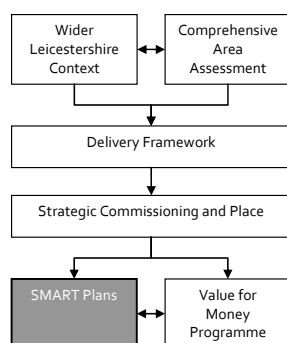 Wider
Leicestershire
Context
Comprehensive
Area
Assessment
Delivery Framework
Strategic Commissioning and Place
SMART Plans
Value for
Money
Programme